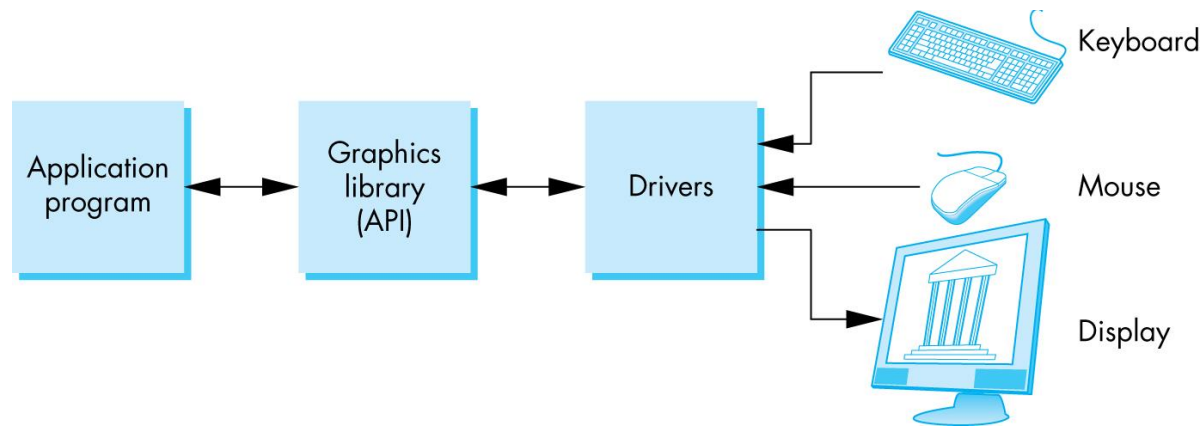 Keyboard
Application
program
Graphics
library
(API)
Drivers
Mouse
Display